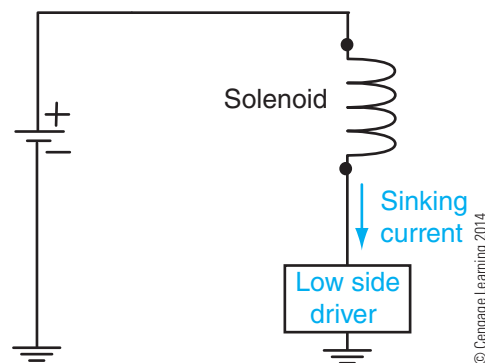 +
Solenoid
−
Sinking
current
Low side
driver
© Cengage Learning 2014